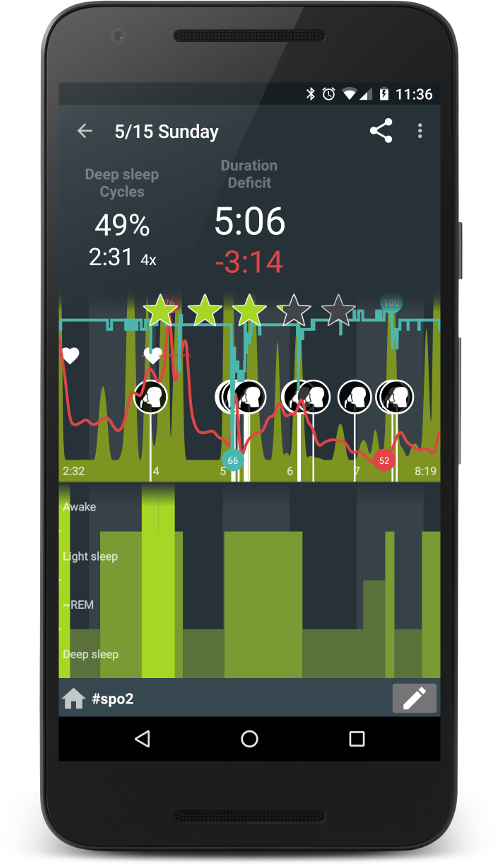 11:36
5/15 Sunday
Deep sleep
Cycles
49%
2:31 4x
Duration
Deficit
5:06
-3:14
100
66
52
2:32 4 5 6 7 8:19
Awake
Light sleep
~REM
Deep sleep
#spo2